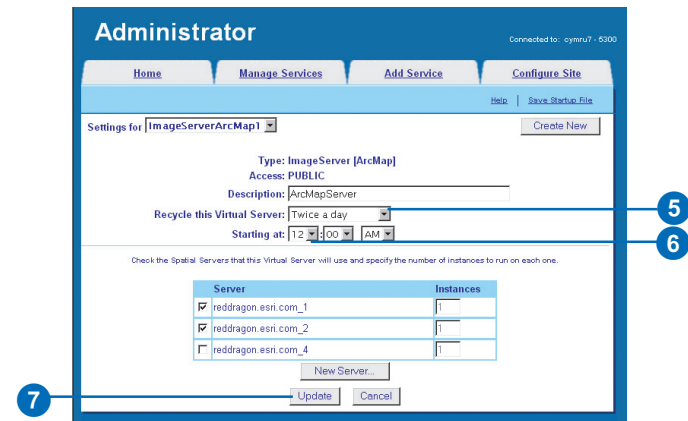 Administrator
Connected to: cymru7 - 5300
Home Manage Services Add Service Configure Site
Help | Save Startup File
Settings for ImageServerArcMap1 Create New
Type: ImageServer [ArcMap]
Access: PUBLIC
Description: ArcMapServer
Recycle this Virtual Server: Twice a day 5
Starting at: 12 : 00 AM 6
Check the Spatial Servers that this Virtual Server will use and specify the number of instances to run on each one.
Server Instances
reddragon.esri.com_1 1
reddragon.esri.com_2 1
reddragon.esri.com_4 1
New Server...
7 Update Cancel